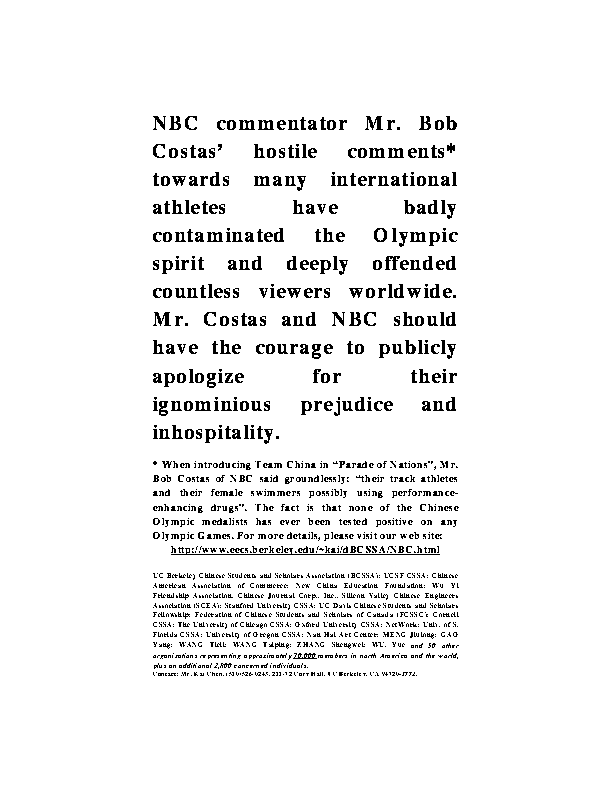 NBC commentator Mr. Bob
Costas’ hostile comments*
towards many international
athletes have badly
contaminated the Olympic
spirit and deeply offended
countless viewers worldwide.
Mr. Costas and NBC should
have the courage to publicly
apologize for their
ignominious prejudice and
inhospitality.
* When introducing Team China in “Parade of Nations”, Mr.
Bob Costas of NBC said groundlessly: “their track athletes
and their female swimmers possibly using performance-
enhancing drugs”. The fact is that none of the Chinese
Olympic medalists has ever been tested positive on any
Olympic Games. For more details, please visit our web site:
http://www.eecs.berkeley.edu/~kai/dBCSSA/NBC.html
UC Berkeley Chinese Students and Scholars Association (BCSSA); UCSF CSSA; Chinese
American Association of Commerce; New China Education Foundation; Wu Yi
Friendship Association; Chinese Journal Corp., Inc.; Silicon Valley Chinese Engineers
Association (SCEA); Stanford University CSSA; UC Davis Chinese Students and Scholars
Fellowship; Federation of Chinese Students and Scholars of Canada (FCSSC); Cornell
CSSA; The University of Chicago CSSA; Oxford University CSSA; NetWork; Univ. of S.
Florida CSSA; University of Oregon CSSA; Nan Hai Art Center; MENG Jiulong; GAO
Yang; WANG Tieli; WANG Taiping; ZHANG Shengwei; WU, Yue and 50 other
organizations representing approximately 20,000 members in north America and the world,
plus an additional 2,800 concerned individuals.
Contact: Mr. Kai Chen, 211-72 Cory Hall, UC Berkeley, CA 94720-1772.